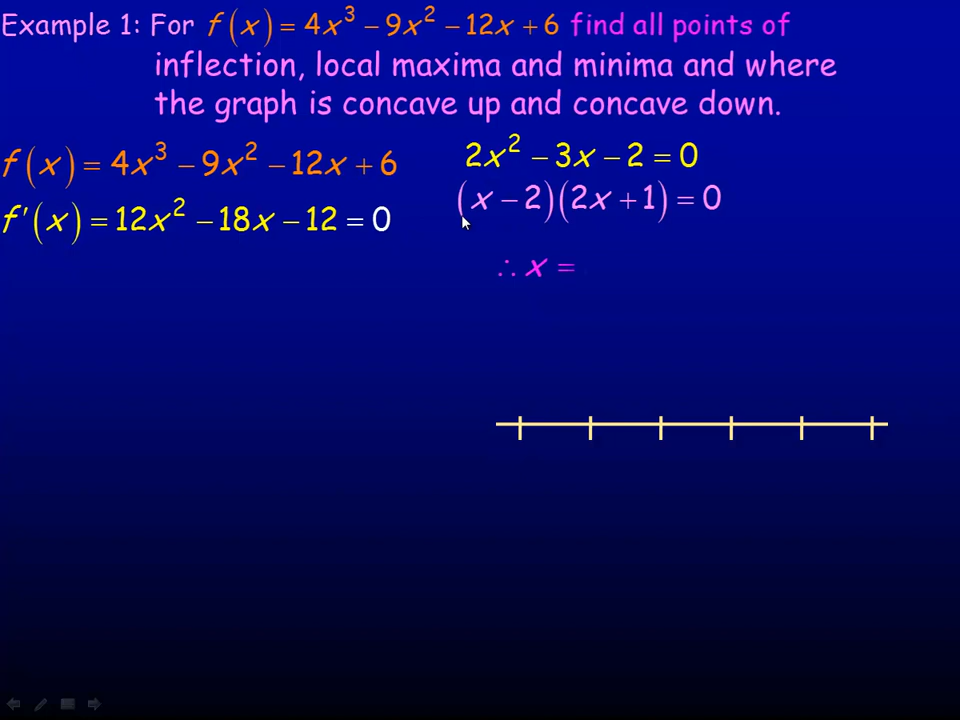 Example 1: For f(x) = 4x³ − 9x² − 12x + 6 find all points of
inflection, local maxima and minima and where
the graph is concave up and concave down.
f(x) = 4x³ − 9x² − 12x + 6
f′(x) = 12x² − 18x − 12 = 0
2x² − 3x − 2 = 0
(x − 2)(2x + 1) = 0
∴ x =